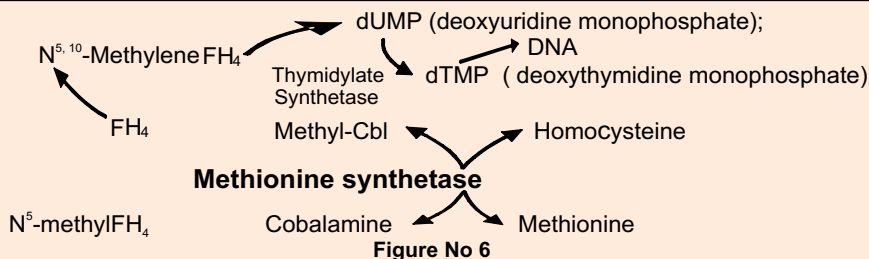 dUMP (deoxyuridine monophosphate);
DNA
N5, 10-Methylene FH4
Thymidylate
Synthetase
dTMP ( deoxythymidine monophosphate)
FH4
Methyl-Cbl
Homocysteine
Methionine synthetase
N5-methylFH4
Cobalamine
Methionine
Figure No 6